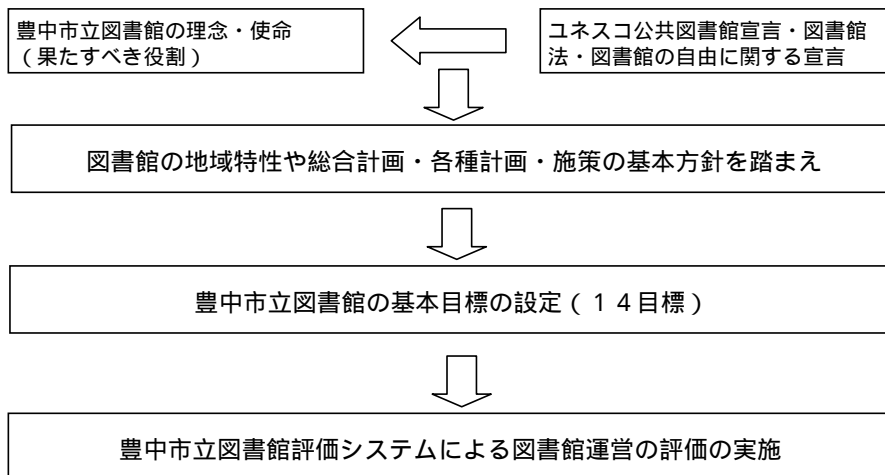 豊中市立図書館の理念・使命
(果たすべき役割)
ユネスコ公共図書館宣言・図書館
法・図書館の自由に関する宣言
図書館の地域特性や総合計画・各種計画・施策の基本方針を踏まえ
豊中市立図書館の基本目標の設定(14目標)
豊中市立図書館評価システムによる図書館運営の評価の実施